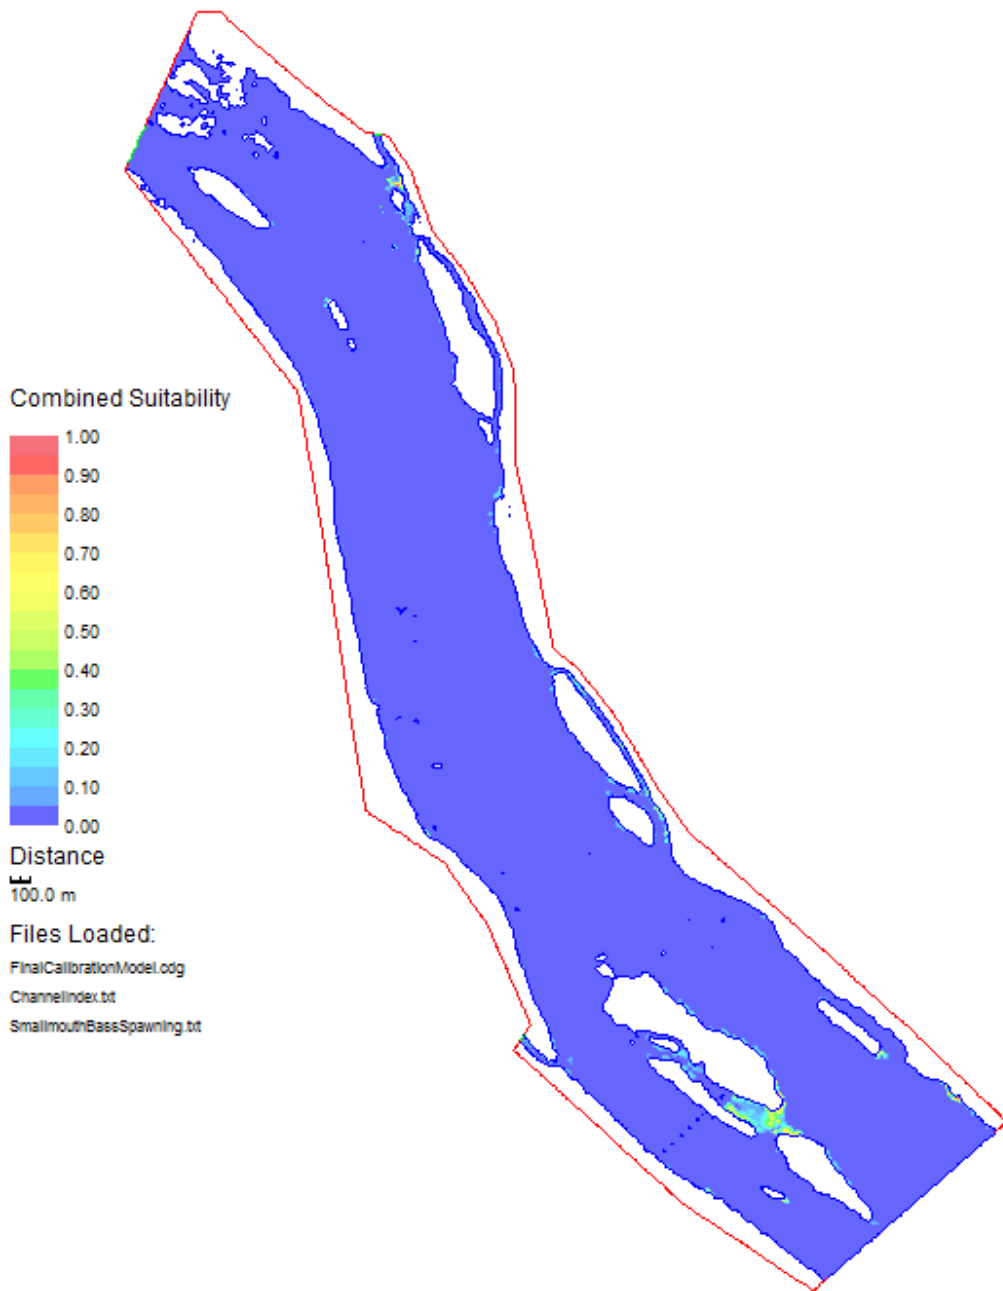 Combined Suitability
1.00
0.90
0.80
0.70
0.60
0.50
0.40
0.30
0.20
0.10
0.00
Distance
100.0 m
Files Loaded:
FinalCalibrationModel.cdg
ChannelIndex.txt
SmallmouthBassSpawning.txt